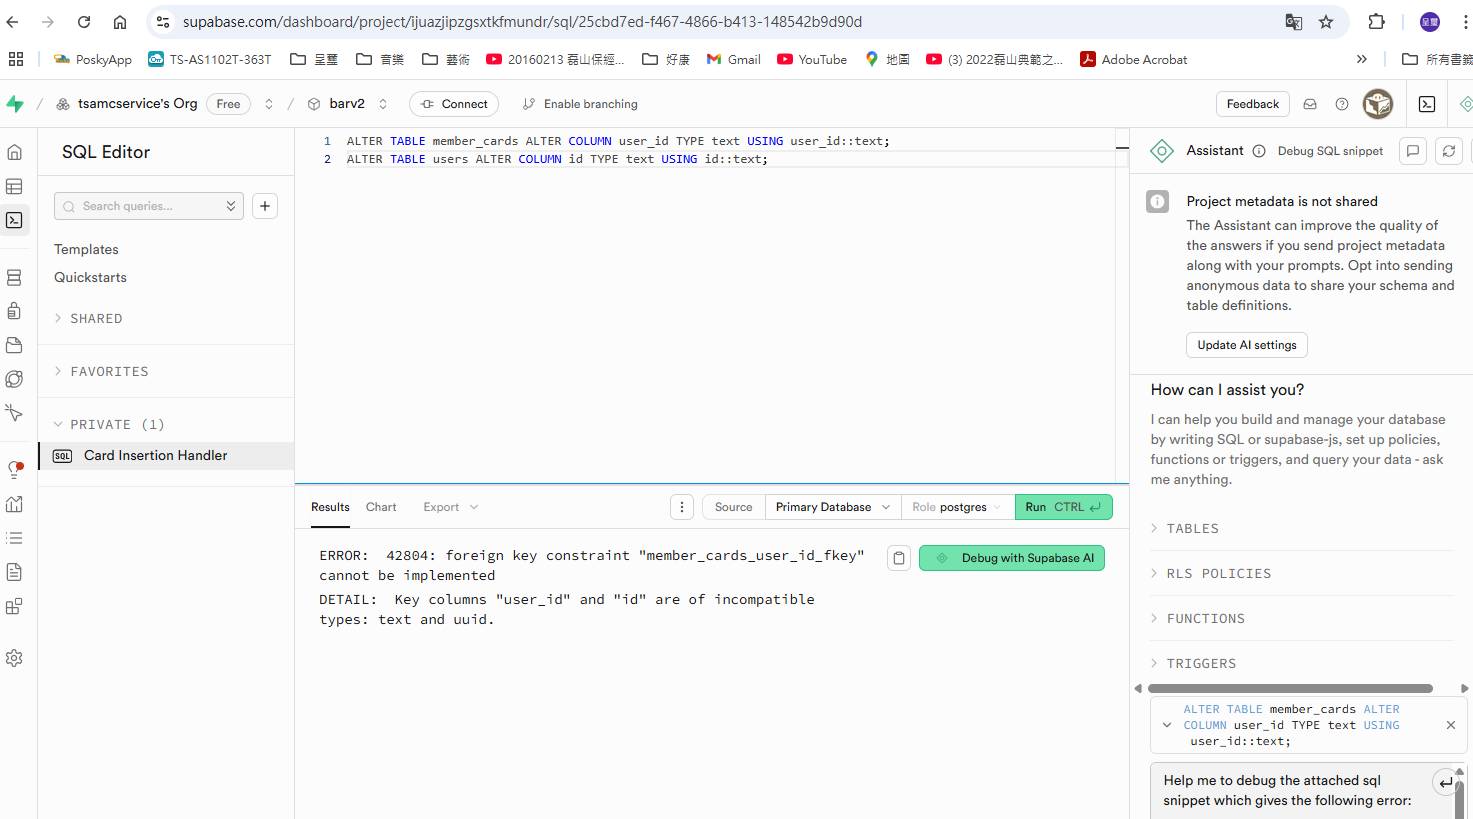 supabase.com/dashboard/project/ijuazjipzgsxtkfmundr/sql/25cbd7ed-f467-4866-b413-148542b9d90d
PoskyApp
TS-AS1102T-363T
呈璽
音樂
藝術
20160213 磊山保經...
好康
Gmail
YouTube
地圖
(3) 2022磊山典範之...
Adobe Acrobat
»
所有書籤
/ tsamcservice's Org Free / barv2 Connect Enable branching
Feedback
SQL Editor
Search queries...
Templates
Quickstarts
SHARED
FAVORITES
PRIVATE (1)
SQL Card Insertion Handler
1 ALTER TABLE member_cards ALTER COLUMN user_id TYPE text USING user_id::text;
2 ALTER TABLE users ALTER COLUMN id TYPE text USING id::text;
Results Chart Export
Source Primary Database Role postgres Run CTRL
ERROR: 42804: foreign key constraint "member_cards_user_id_fkey"
cannot be implemented
DETAIL: Key columns "user_id" and "id" are of incompatible
types: text and uuid.
Debug with Supabase AI
Assistant Debug SQL snippet
Project metadata is not shared
The Assistant can improve the quality of
the answers if you send project metadata
along with your prompts. Opt into sending
anonymous data to share your schema and
table definitions.
Update AI settings
How can I assist you?
I can help you build and manage your database
by writing SQL or supabase-js, set up policies,
functions or triggers, and query your data - ask
me anything.
TABLES
RLS POLICIES
FUNCTIONS
TRIGGERS
ALTER TABLE member_cards ALTER
COLUMN user_id TYPE text USING
user_id::text;
Help me to debug the attached sql
snippet which gives the following error: